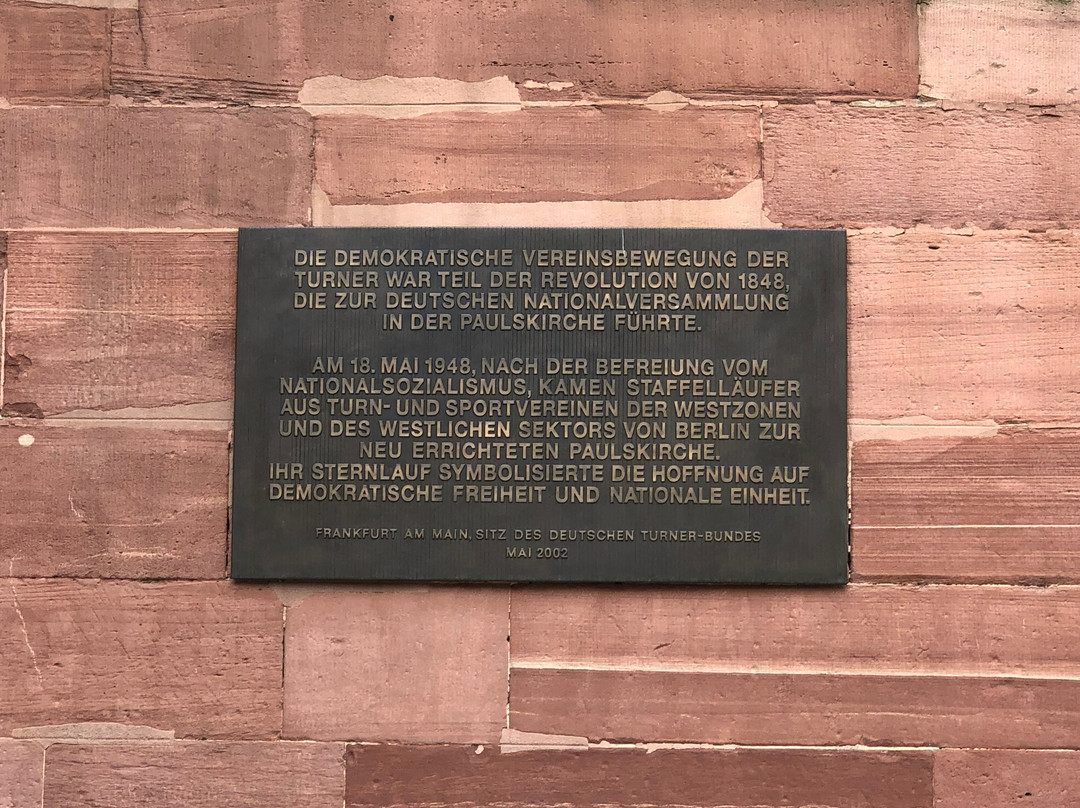 DIE DEMOKRATISCHE VEREINSBEWEGUNG DER
TURNER WAR TEIL DER REVOLUTION VON 1848,
DIE ZUR DEUTSCHEN NATIONALVERSAMMLUNG
IN DER PAULSKIRCHE FÜHRTE.
AM 18. MAI 1948, NACH DER BEFREIUNG VOM
NATIONALSOZIALISMUS, KAMEN STAFFELLÄUFER
AUS TURN- UND SPORTVEREINEN DER WESTZONEN
UND DES WESTLICHEN SEKTORS VON BERLIN ZUR
NEU ERRICHTETEN PAULSKIRCHE.
IHR STERNLAUF SYMBOLISIERTE DIE HOFFNUNG AUF
DEMOKRATISCHE FREIHEIT UND NATIONALE EINHEIT.
FRANKFURT AM MAIN. SITZ DES DEUTSCHEN TURNER-BUNDES
MAI 2002